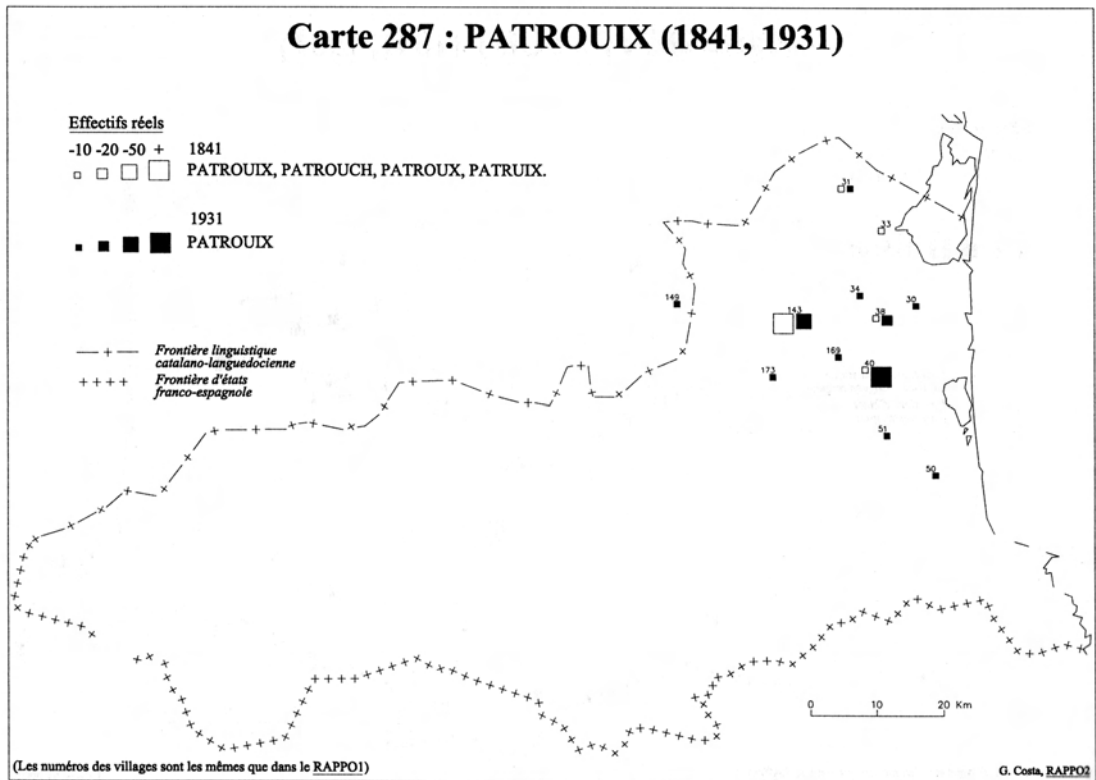 Carte 287 : PATROUIX (1841, 1931)
Effectifs réels
-10 -20 -50 + 1841
PATROUIX, PATROUCH, PATROUX, PATRUIX.
1931
PATROUIX
Frontière linguistique
catalano-languedocienne
Frontière d'états
franco-espagnole
31
33
34
30
149
143
38
169
40
173
51
50
0 10 20 Km
(Les numéros des villages sont les mêmes que dans le RAPPO1)
G. Costa, RAPPO2